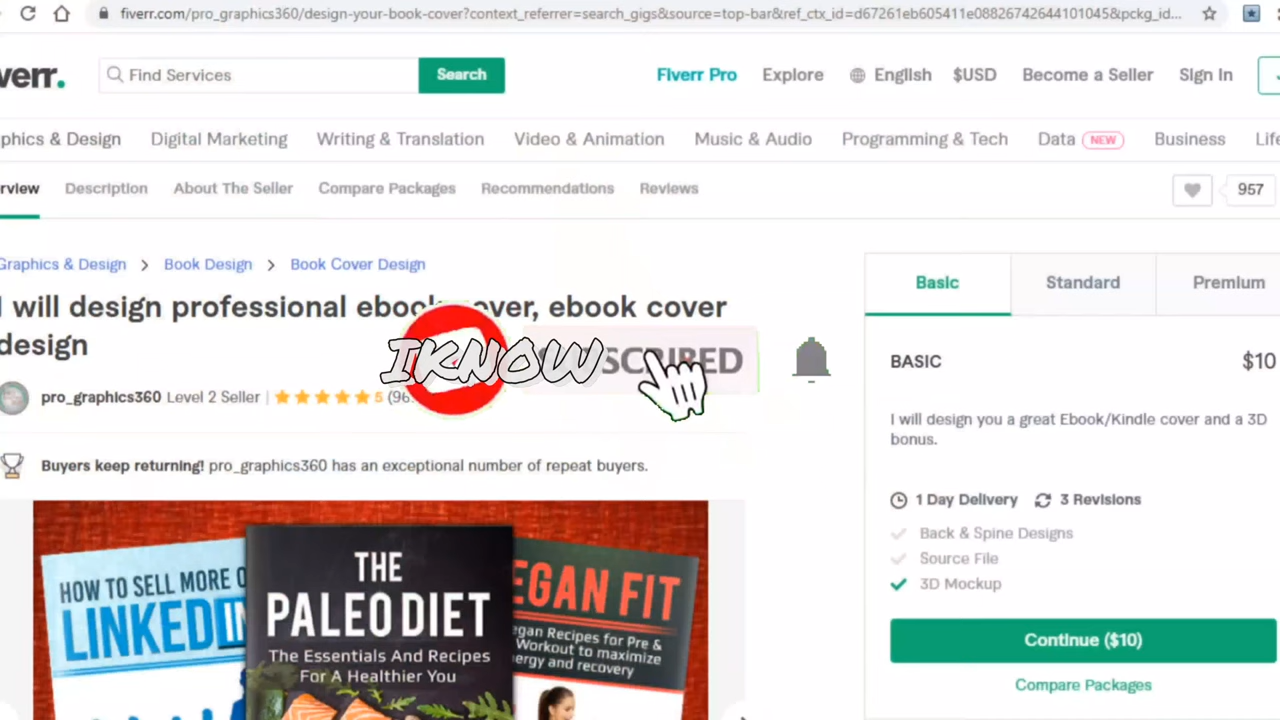 fiverr.com/pro_graphics360/design-your-book-cover?context_referrer=search_gigs&source=top-bar&ref_ctx_id=d67261eb605411e08826742644101045&pckg_id...
verr.
Find Services
Search
Fiverr Pro
Explore
English
$USD
Become a Seller
Sign In
phics & Design
Digital Marketing
Writing & Translation
Video & Animation
Music & Audio
Programming & Tech
Data NEW
Business
Life
rview
Description
About The Seller
Compare Packages
Recommendations
Reviews
957
Graphics & Design > Book Design > Book Cover Design
I will design professional ebook cover, ebook cover
design
IKNOW
SCRIBED
pro_graphics360 Level 2 Seller | 5 (96
Buyers keep returning! pro_graphics360 has an exceptional number of repeat buyers.
HOW TO SELL MORE O
LINKEDIN
THE
PALEO DIET
The Essentials And Recipes
For A Healthier You
EGAN FIT
egan Recipes for Pre &
Workout to maximize
ergy and recovery
Basic
Standard
Premium
BASIC
$10
I will design you a great Ebook/Kindle cover and a 3D
bonus.
1 Day Delivery
3 Revisions
Back & Spine Designs
Source File
3D Mockup
Continue ($10)
Compare Packages